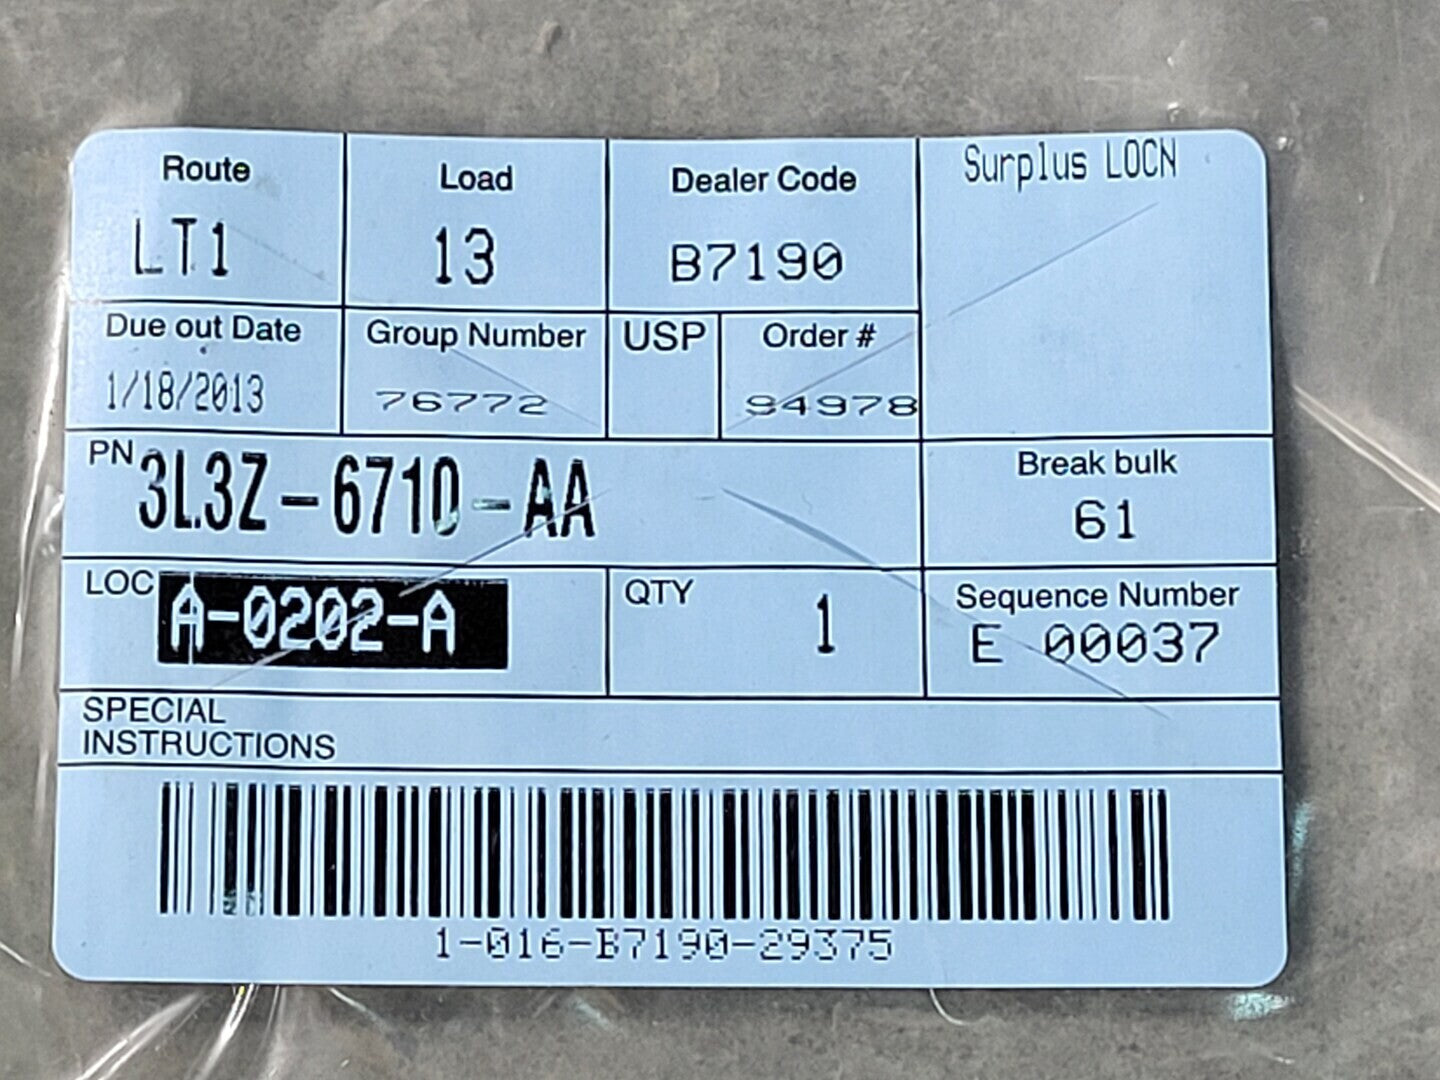 Route
LT1
Load
13
Dealer Code
B7190
Surplus LOCN
Due out Date
1/18/2013
Group Number
76772
USP
Order #
94978
PN 3L3Z-6710-AA
Break bulk
61
LOC A-0202-A
QTY 1
Sequence Number
E 00037
SPECIAL
INSTRUCTIONS
1-016-B7190-29375